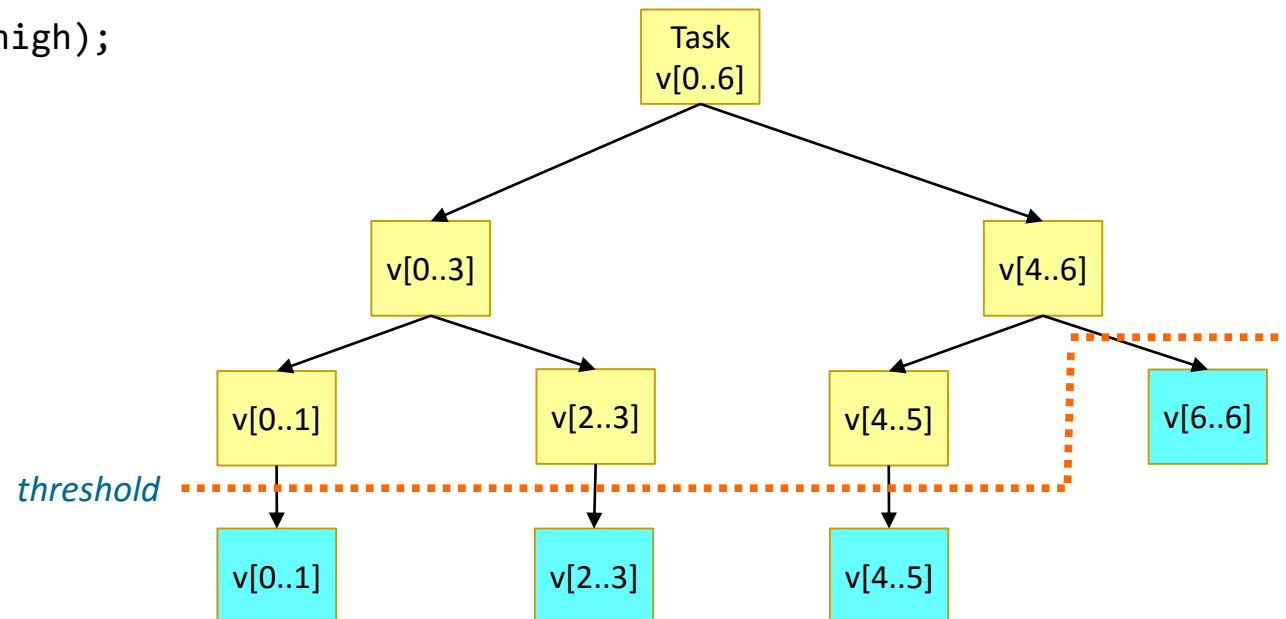 high);
Task
v[0..6]
v[0..3]
v[4..6]
v[0..1]
v[2..3]
v[4..5]
v[6..6]
threshold
v[0..1]
v[2..3]
v[4..5]